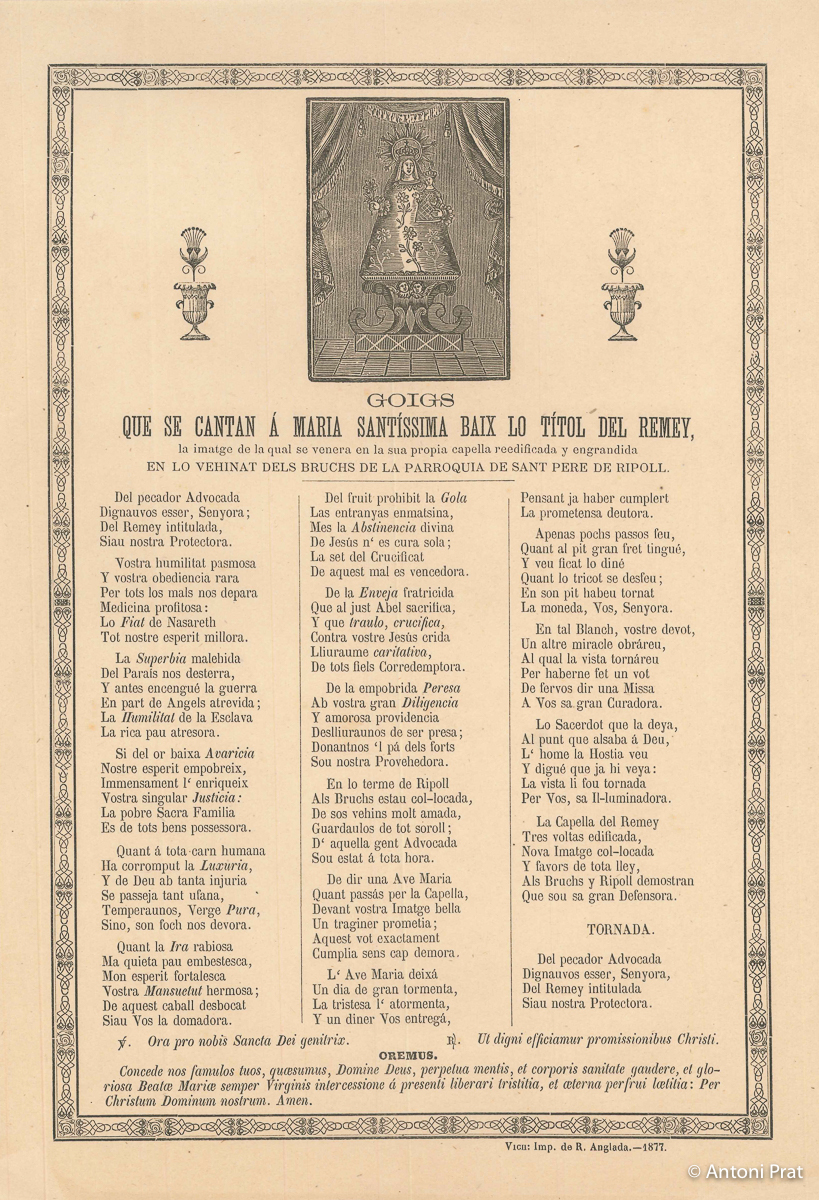 GOIGS
QUE SE CANTAN Á MARIA SANTÍSSIMA BAIX LO TÍTOL DEL REMEY,
la imatge de la qual se venera en la sua propia capella reedificada y engrandida
EN LO VEHINAT DELS BRUCHS DE LA PARROQUIA DE SANT PERE DE RIPOLL.
Del pecador Advocada
Dignauvos esser, Senyora;
Del Remey intitulada,
Siau nostra Protectora.
Vostra humilitat pasmosa
Y vostra obediencia rara
Per tots los mals nos depara
Medicina profitosa:
Lo Fiat de Nasareth
Tot nostre esperit millora.
La Superbia malehida
Del Parais nos desterra,
Y antes encengué la guerra
En part de Angels atrevida;
La Humilitat de la Esclava
La rica pau atresora.
Si del or baixa Avaricia
Nostre esperit empobreix,
Immensament l' enriqueix
Vostra singular Justicia:
La pobre Sacra Familia
Es de tots bens possessora.
Quant á tota carn humana
Ha corromput la Luxuria,
Y de Deu ab tanta injuria
Se passeja tant ufana,
Temperaunos, Verge Pura,
Sino, son foch nos devora.
Quant la Ira rabiosa
Ma quieta pau embestesca,
Mon esperit fortalesca
Vostra Mansuetut hermosa;
De aquest caball desbocat
Siau Vos la domadora.
Del fruit prohibit la Gola
Las entranyas enmatsina,
Mes la Abstinencia divina
De Jesús n' es cura sola;
La set del Crucificat
De aquest mal es vencedora.
De la Enveja fratricida
Que al just Abel sacrifica,
Y que traulo, crucifica,
Contra vostre Jesús crida
Lliuraume caritativa,
De tots fiels Corredemptora.
De la empobrida Peresa
Ab vostra gran Diligencia
Y amorosa providencia
Deslliuraunos de ser presa;
Donantnos 'l pá dels forts
Sou nostra Provehedora.
En lo terme de Ripoll
Als Bruchs estau col-locada,
De sos vehins molt amada,
Guardaulos de tot soroll;
D' aquella gent Advocada
Sou estat á tota hora.
De dir una Ave Maria
Quant passás per la Capella,
Devant vostra Imatge bella
Un traginer prometia;
Aquest vot exactament
Cumplia sens cap demora.
L' Ave Maria deixá
Un dia de gran tormenta,
La tristesa l' atormenta,
Y un diner Vos entregá,
Pensant ja haber cumplert
La prometensa deutora.
Apenas pochs passos feu,
Quant al pit gran fret tingué,
Y veu ficat lo diné
Quant lo tricot se desfeu;
En son pit habeu tornat
La moneda, Vos, Senyora.
En tal Blanch, vostre devot,
Un altre miracle obráreu,
Al qual la vista tornáreu
Per haberne fet un vot
De fervos dir una Missa
A Vos sa gran Curadora.
Lo Sacerdot que la deya,
Al punt que alsaba á Deu,
L' home la Hostia veu
Y digué que ja hi veya:
La vista li fou tornada
Per Vos, sa Il-luminadora.
La Capella del Remey
Tres voltas edificada,
Nova Imatge col-locada
Y favors de tota lley,
Als Bruchs y Ripoll demostran
Que sou sa gran Defensora.
TORNADA.
Del pecador Advocada
Dignauvos esser, Senyora,
Del Remey intitulada
Siau nostra Protectora.
℣. Ora pro nobis Sancta Dei genitrix. ℟. Ut digni efficiamur promissionibus Christi.
OREMUS.
Concede nos famulos tuos, quæsumus, Domine Deus, perpetua mentis, et corporis sanitate gaudere, et glo-
riosa Beatæ Mariæ semper Virginis intercessione á presenti liberari tristitia, et æterna perfrui lætitia: Per
Christum Dominum nostrum. Amen.
Vich: Imp. de R. Anglada.—1877.
© Antoni Prat